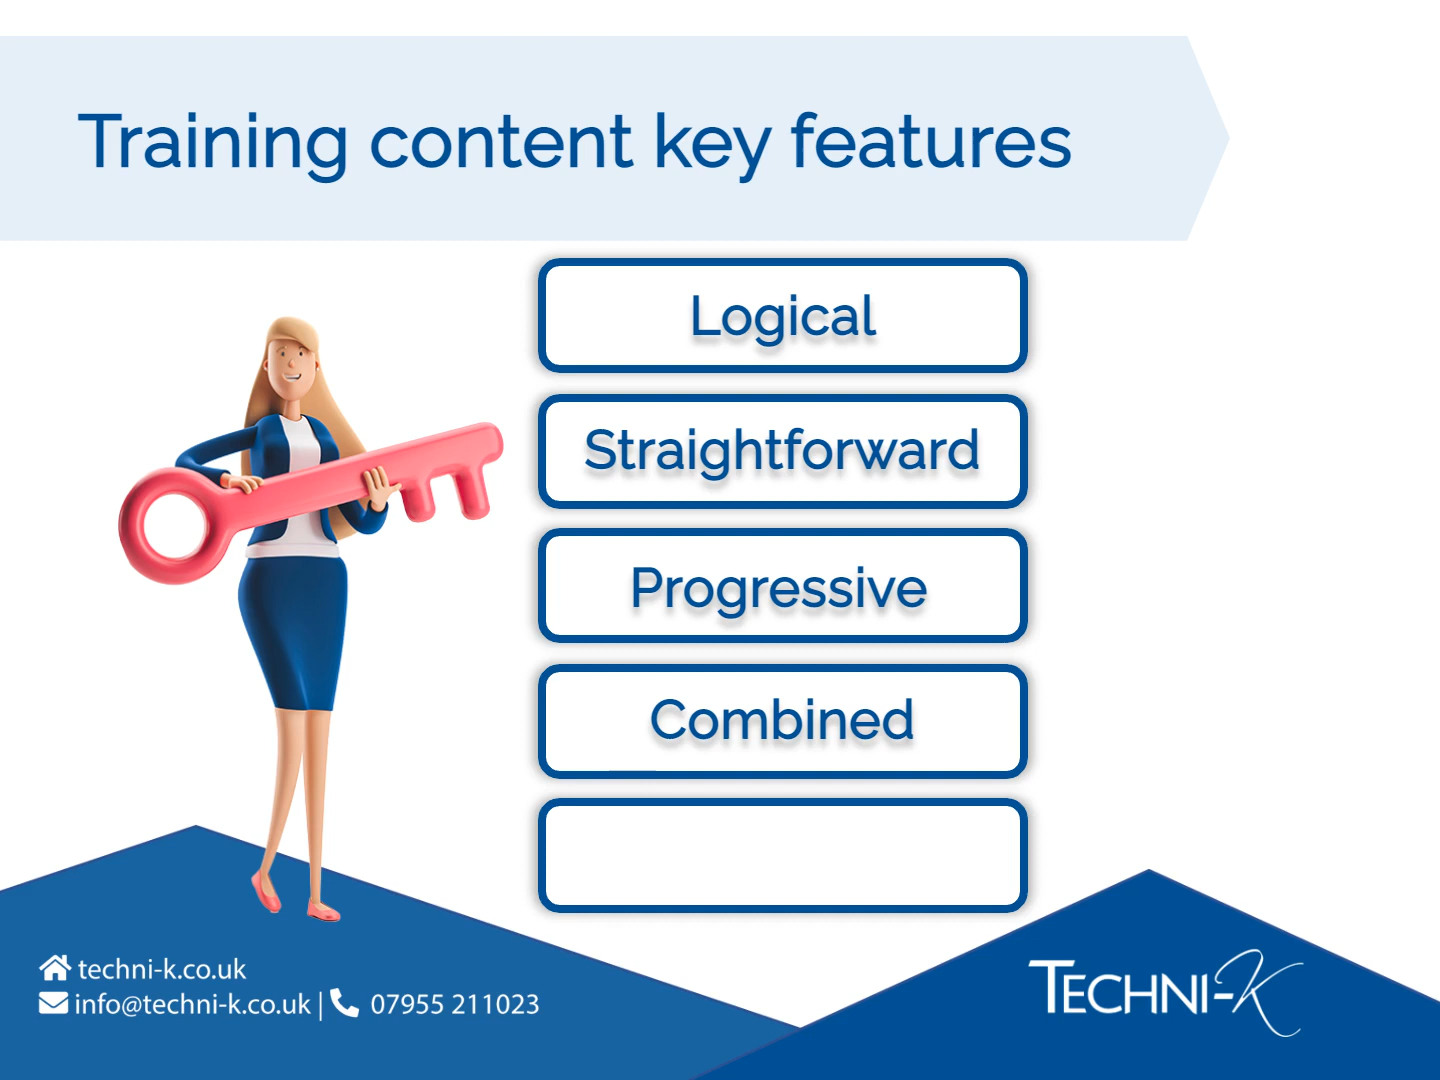 Training content key features
Logical
Straightforward
Progressive
Combined
techni-k.co.uk
info@techni-k.co.uk | 07955 211023
TECHNI-K